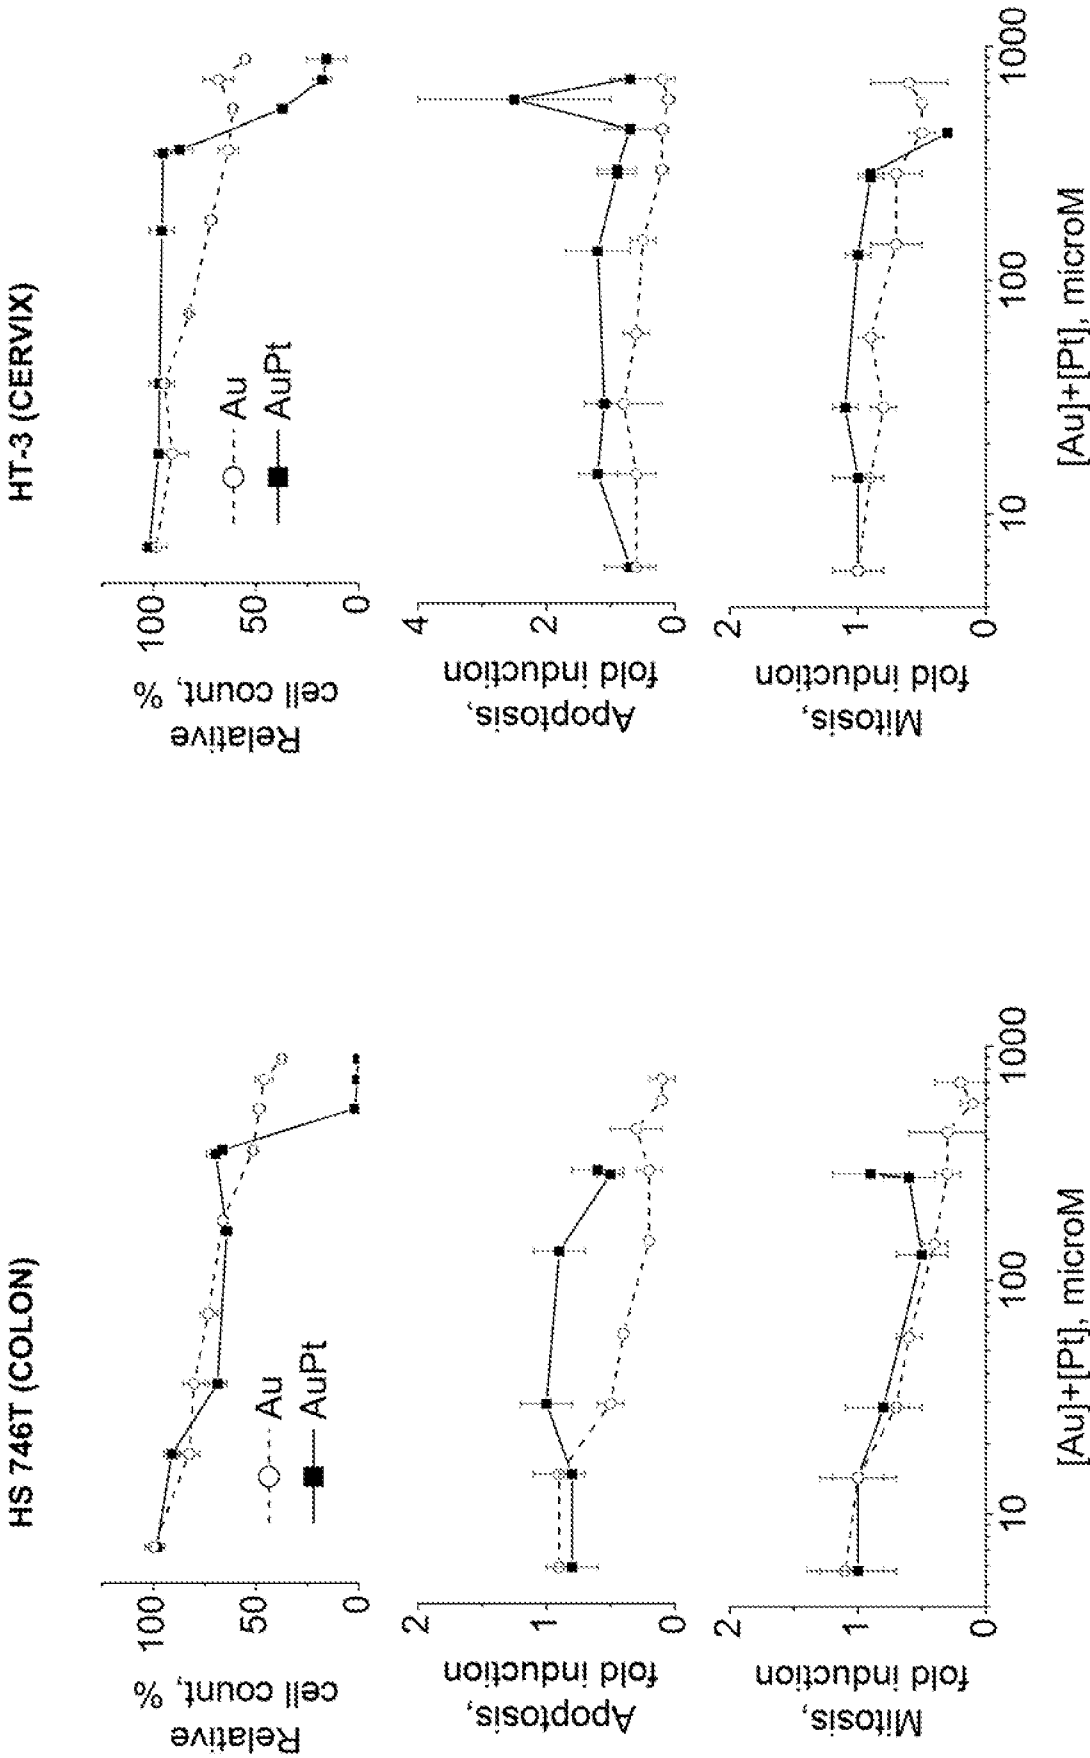 HS 746T (COLON)
Relative
cell count, %
100
50
0
Au
AuPt
Apoptosis,
fold induction
2
1
0
Mitosis,
fold induction
2
1
0
10
100
1000
[Au]+[Pt], microM
HT-3 (CERVIX)
Relative
cell count, %
100
50
0
Au
AuPt
Apoptosis,
fold induction
4
2
0
Mitosis,
fold induction
2
1
0
10
100
1000
[Au]+[Pt], microM